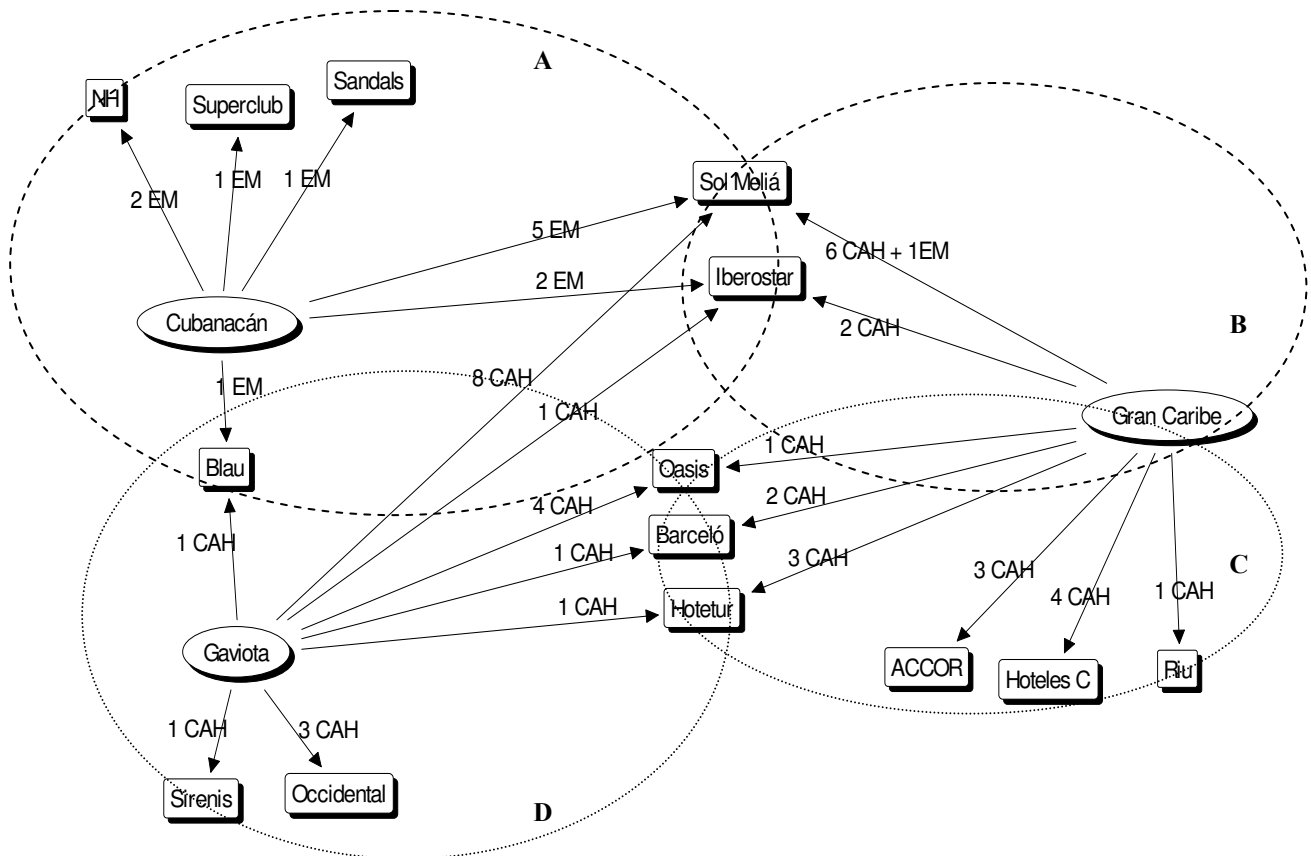 A
Sandals
NH
Superclub
1 EM
1 EM
2 EM
Sol Meliá
5 EM
6 CAH + 1EM
2 EM
Iberostar
Cubanacán
2 CAH
B
1 EM
8 CAH
1 CAH
Gran Caribe
Blau
Oasis
1 CAH
4 CAH
2 CAH
Barceló
1 CAH
1 CAH
3 CAH
C
3 CAH
1 CAH
Hotetur
4 CAH
1 CAH
Gaviota
ACCOR
Hoteles C
Riu
1 CAH
3 CAH
Sirenis
Occidental
D